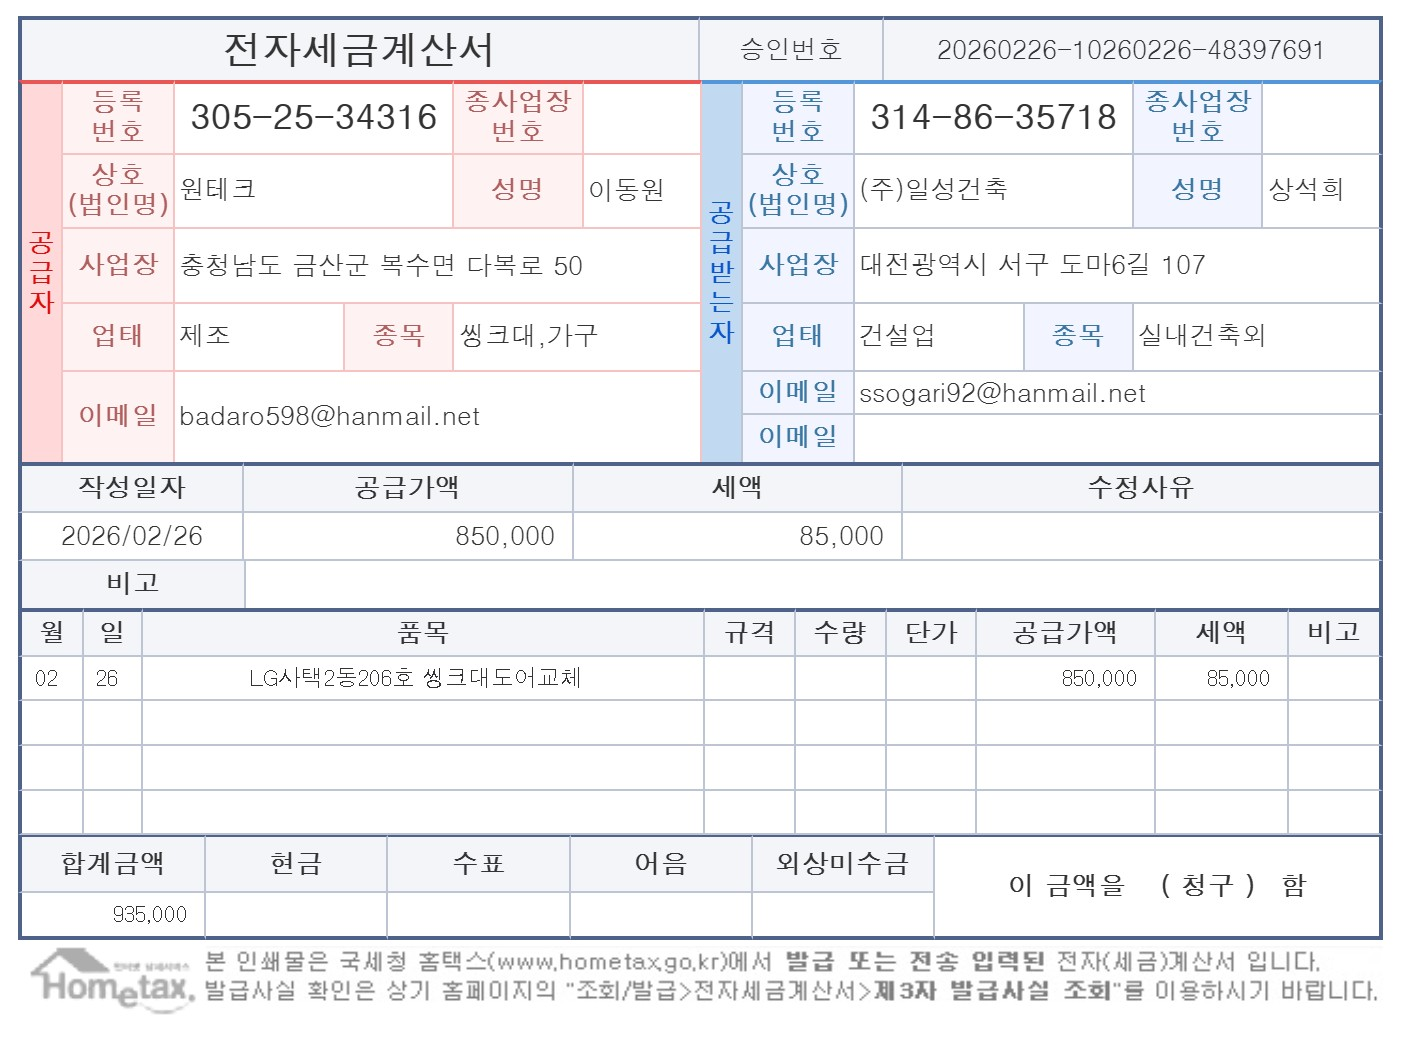 전자세금계산서 승인번호 20260226-10260226-48397691
공급자
등록번호 305-25-34316 종사업장번호
상호(법인명) 원테크 성명 이동원
사업장 충청남도 금산군 복수면 다복로 50
업태 제조 종목 씽크대,가구
이메일 badaro598@hanmail.net
공급받는자
등록번호 314-86-35718 종사업장번호
상호(법인명) (주)일성건축 성명 상석희
사업장 대전광역시 서구 도마6길 107
업태 건설업 종목 실내건축외
이메일 ssogari92@hanmail.net
이메일
작성일자 공급가액 세액 수정사유
2026/02/26 850,000 85,000
비고
월 일 품목 규격 수량 단가 공급가액 세액 비고
02 26 LG사택2동206호 씽크대도어교체 850,000 85,000
합계금액 현금 수표 어음 외상미수금 이 금액을 ( 청구 ) 함
935,000
Hometax. 본 인쇄물은 국세청 홈택스(www.hometax.go.kr)에서 발급 또는 전송 입력된 전자(세금)계산서 입니다.
발급사실 확인은 상기 홈페이지의 "조회/발급>전자세금계산서>제3자 발급사실 조회"를 이용하시기 바랍니다.